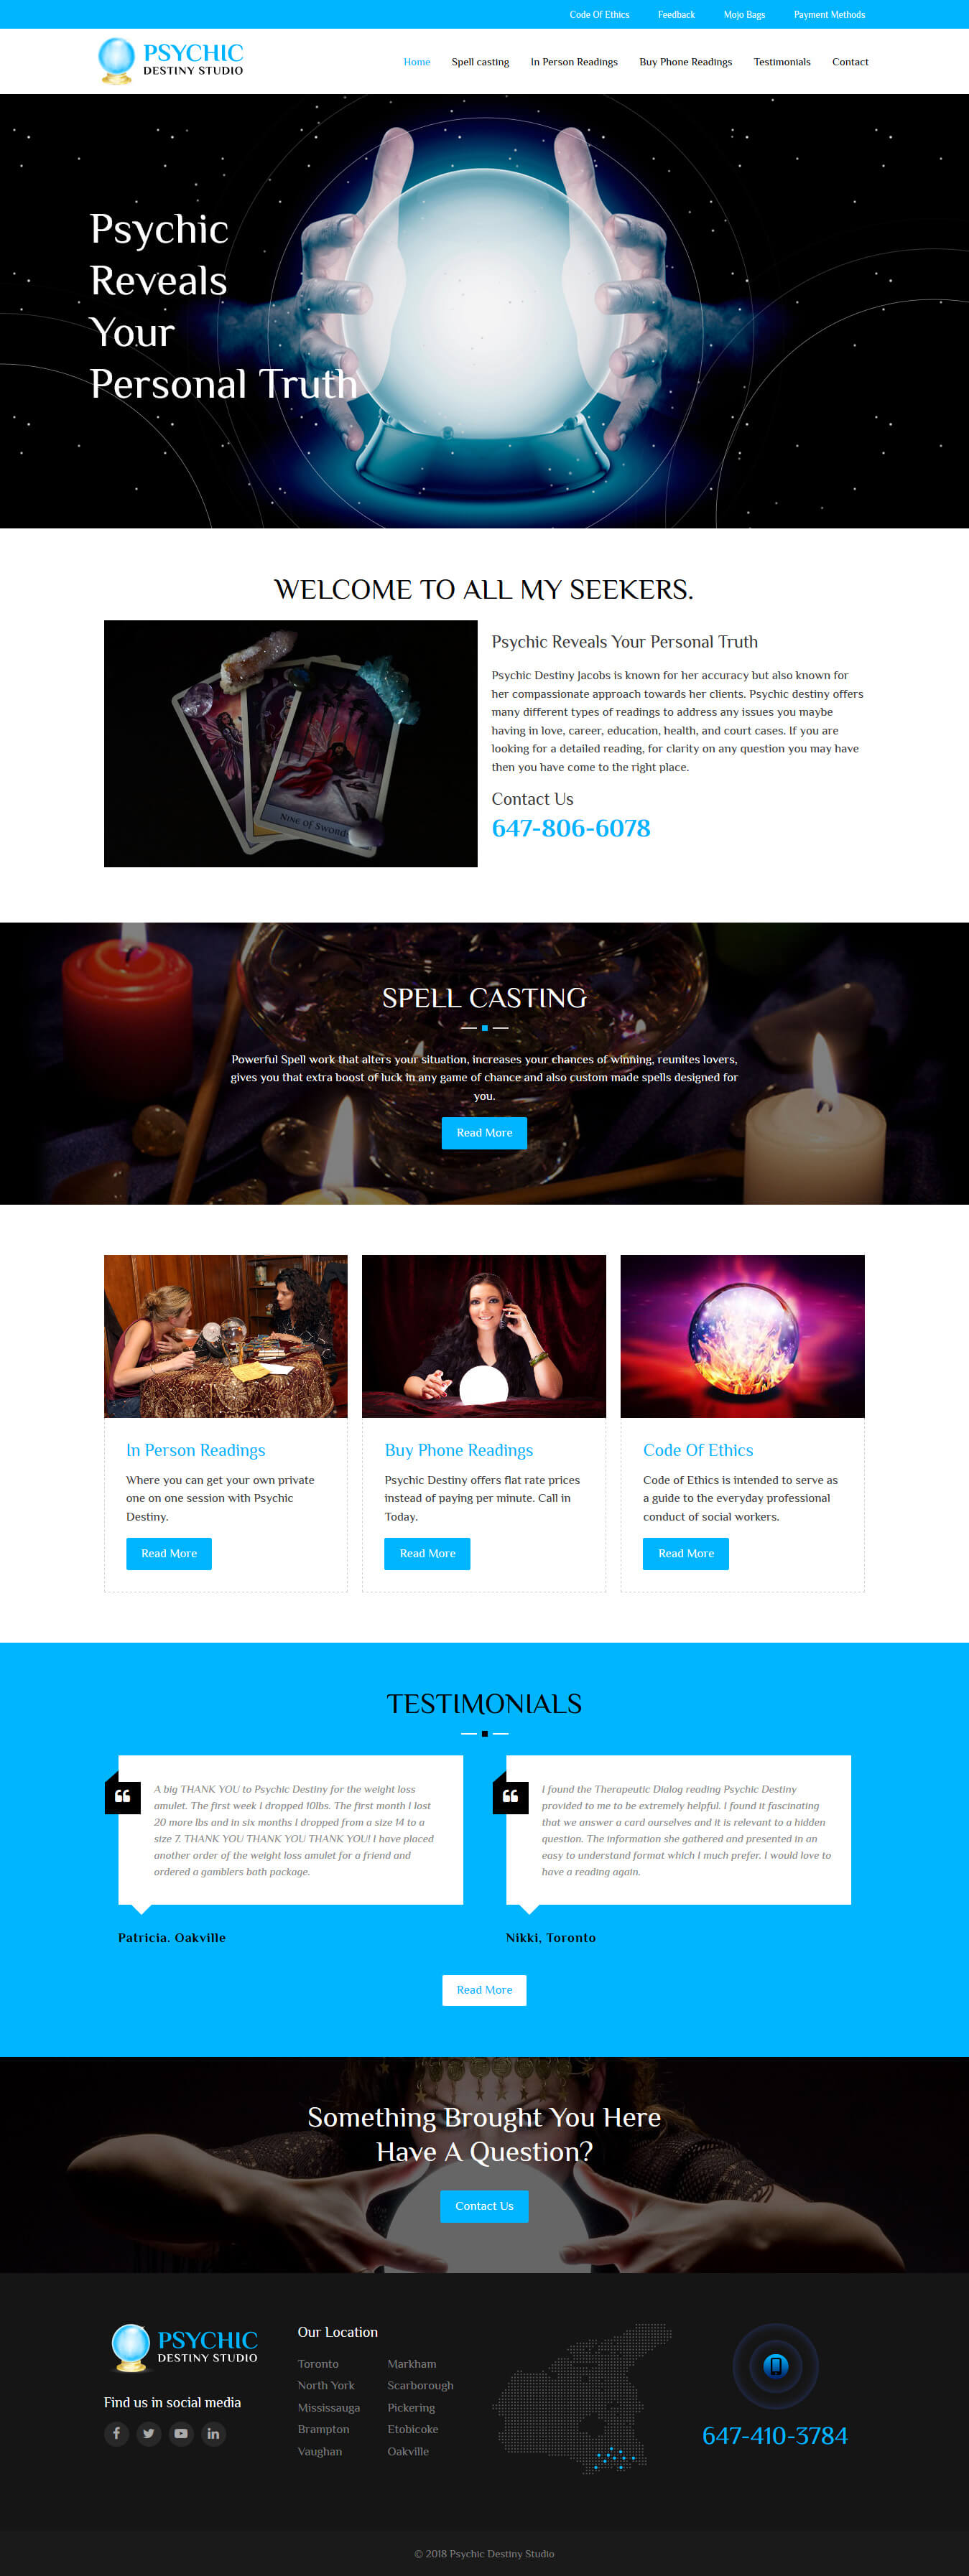 Code Of Ethics Feedback Mojo Bags Payment Methods
PSYCHIC
DESTINY STUDIO
Home Spell casting In Person Readings Buy Phone Readings Testimonials Contact
Psychic
Reveals
Your
Personal Truth
WELCOME TO ALL MY SEEKERS.
NINE OF SWORD
Psychic Reveals Your Personal Truth
Psychic Destiny Jacobs is known for her accuracy but also known for
her compassionate approach towards her clients. Psychic destiny offers
many different types of readings to address any issues you maybe
having in love, career, education, health, and court cases. If you are
looking for a detailed reading, for clarity on any question you may have
then you have come to the right place.
Contact Us
647-806-6078
SPELL CASTING
Powerful Spell work that alters your situation, increases your chances of winning, reunites lovers,
gives you that extra boost of luck in any game of chance and also custom made spells designed for
you.
Read More
In Person Readings
Where you can get your own private
one on one session with Psychic
Destiny.
Read More
Buy Phone Readings
Psychic Destiny offers flat rate prices
instead of paying per minute. Call in
Today.
Read More
Code Of Ethics
Code of Ethics is intended to serve as
a guide to the everyday professional
conduct of social workers.
Read More
TESTIMONIALS
A big THANK YOU to Psychic Destiny for the weight loss
amulet. The first week I dropped 10lbs. The first month I lost
20 more lbs and in six months I dropped from a size 14 to a
size 7. THANK YOU THANK YOU THANK YOU! I have placed
another order of the weight loss amulet for a friend and
ordered a gamblers bath package.
Patricia. Oakville
I found the Therapeutic Dialog reading Psychic Destiny
provided to me to be extremely helpful. I found it fascinating
that we answer a card ourselves and it is relevant to a hidden
question. The information she gathered and presented in an
easy to understand format which I much prefer. I would love to
have a reading again.
Nikki, Toronto
Read More
Something Brought You Here
Have A Question?
Contact Us
PSYCHIC
DESTINY STUDIO
Find us in social media
Our Location
Toronto
North York
Mississauga
Brampton
Vaughan
Markham
Scarborough
Pickering
Etobicoke
Oakville
647-410-3784
© 2018 Psychic Destiny Studio